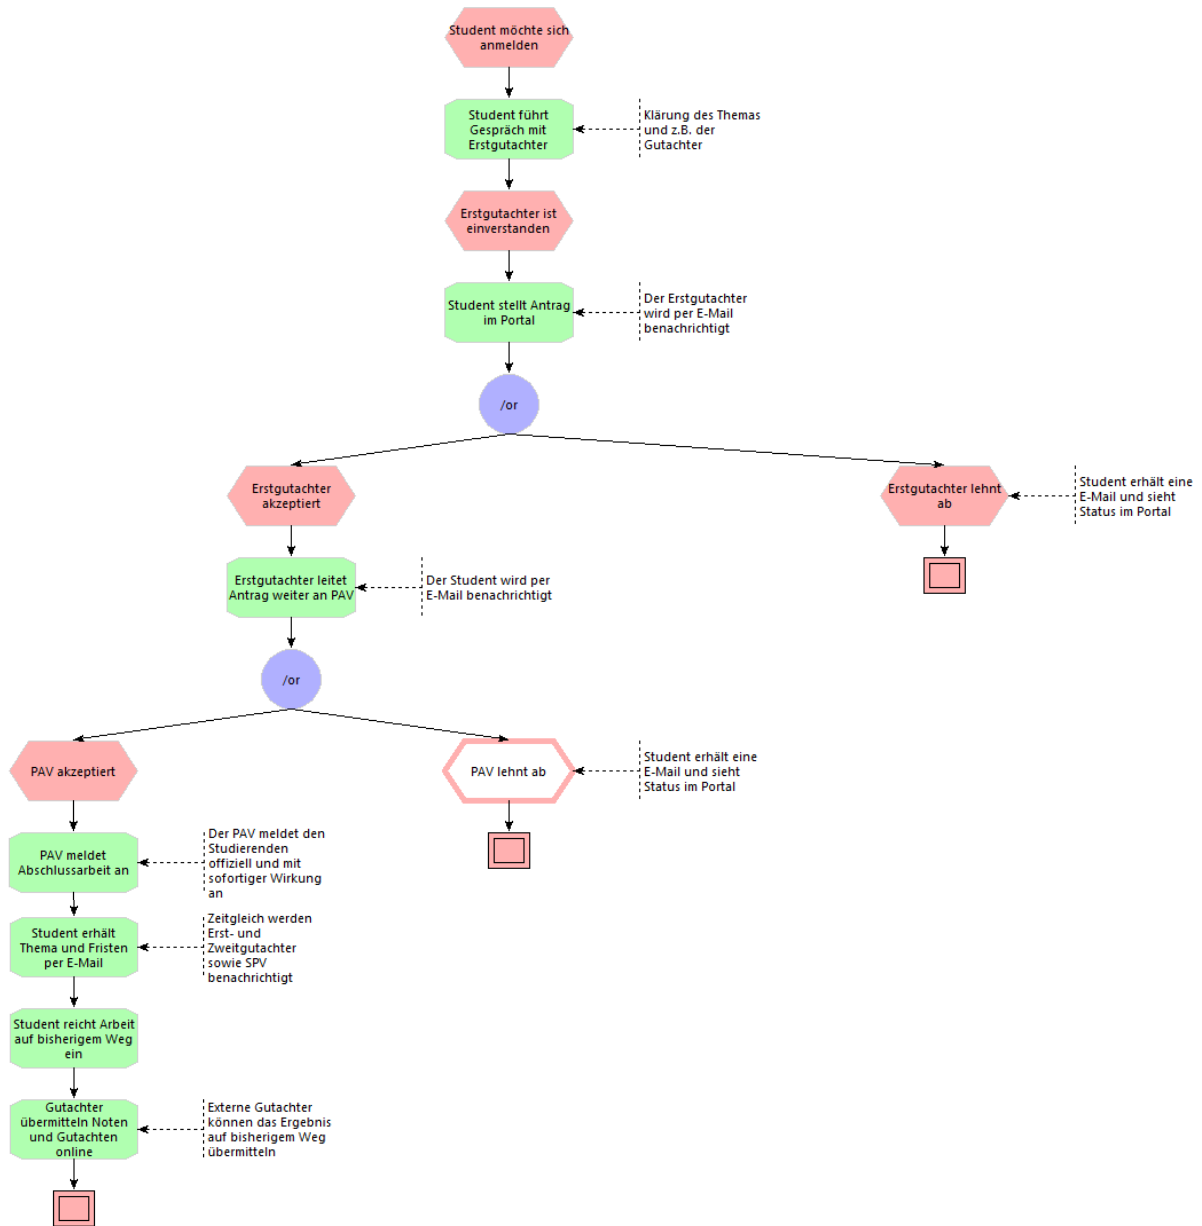 Student möchte sich
anmelden
Student führt
Gespräch mit
Erstgutachter
Klärung des Themas
und z.B. der
Gutachter
Erstgutachter ist
einverstanden
Student stellt Antrag
im Portal
Der Erstgutachter
wird per E-Mail
benachrichtigt
/or
Erstgutachter
akzeptiert
Erstgutachter lehnt
ab
Student erhält eine
E-Mail und sieht
Status im Portal
Erstgutachter leitet
Antrag weiter an PAV
Der Student wird per
E-Mail benachrichtigt
/or
PAV akzeptiert
PAV lehnt ab
Student erhält eine
E-Mail und sieht
Status im Portal
PAV meldet
Abschlussarbeit an
Der PAV meldet den
Studierenden
offiziell und mit
sofortiger Wirkung
an
Student erhält
Thema und Fristen
per E-Mail
Zeitgleich werden
Erst- und
Zweitgutachter
sowie SPV
benachrichtigt
Student reicht Arbeit
auf bisherigem Weg
ein
Gutachter
übermitteln Noten
und Gutachten
online
Externe Gutachter
können das Ergebnis
auf bisherigem Weg
übermitteln